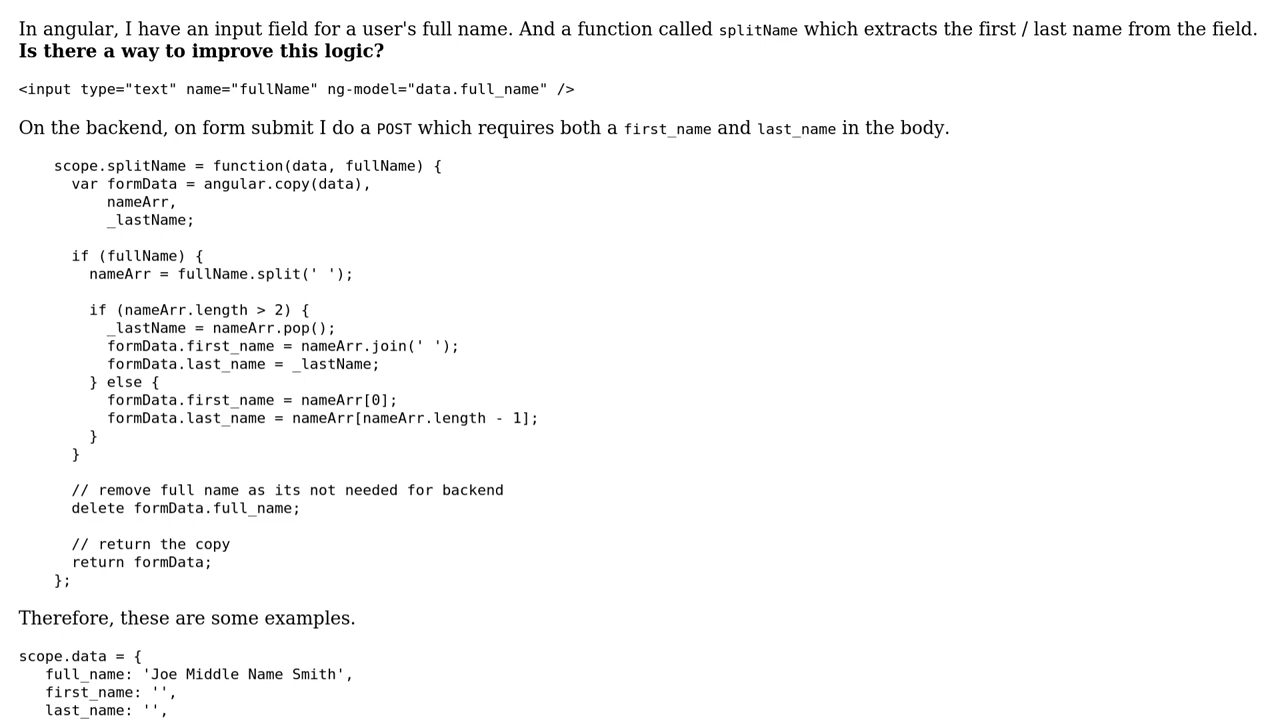 In angular, I have an input field for a user's full name. And a function called splitName which extracts the first / last name from the field.
Is there a way to improve this logic?
<input type="text" name="fullName" ng-model="data.full_name" />
On the backend, on form submit I do a POST which requires both a first_name and last_name in the body.
    scope.splitName = function(data, fullName) {
      var formData = angular.copy(data),
          nameArr,
          _lastName;

      if (fullName) {
        nameArr = fullName.split(' ');

        if (nameArr.length > 2) {
          _lastName = nameArr.pop();
          formData.first_name = nameArr.join(' ');
          formData.last_name = _lastName;
        } else {
          formData.first_name = nameArr[0];
          formData.last_name = nameArr[nameArr.length - 1];
        }
      }

      // remove full name as its not needed for backend
      delete formData.full_name;

      // return the copy
      return formData;
    };
Therefore, these are some examples.
scope.data = {
   full_name: 'Joe Middle Name Smith',
   first_name: '',
   last_name: '',